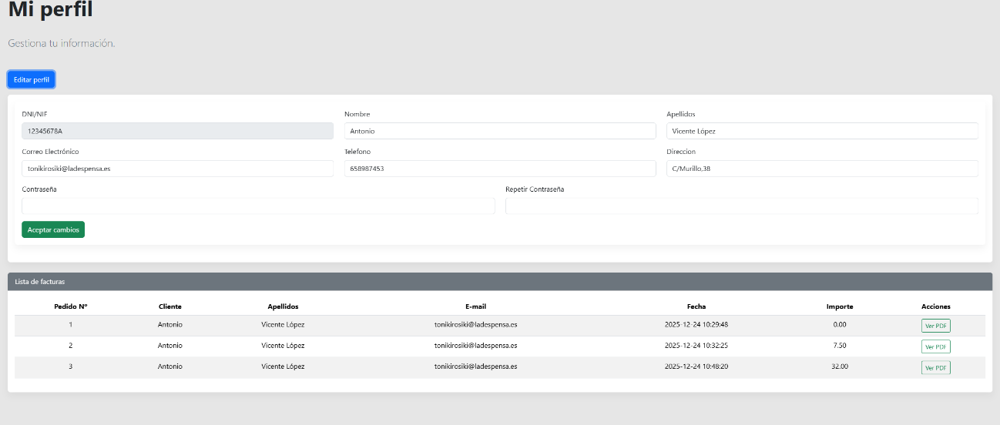 Mi perfil
Gestiona tu información.
Editar perfil
DNI/NIF Nombre Apellidos
12345678A Antonio Vicente López
Correo Electrónico Telefono Direccion
tonikirosiki@ladespensa.es 658987453 C/Murillo,38
Contraseña Repetir Contraseña
Aceptar cambios
Lista de facturas
Pedido Nº Cliente Apellidos E-mail Fecha Importe Acciones
1 Antonio Vicente López tonikirosiki@ladespensa.es 2025-12-24 10:29:48 0.00 Ver PDF
2 Antonio Vicente López tonikirosiki@ladespensa.es 2025-12-24 10:32:25 7.50 Ver PDF
3 Antonio Vicente López tonikirosiki@ladespensa.es 2025-12-24 10:48:20 32.00 Ver PDF